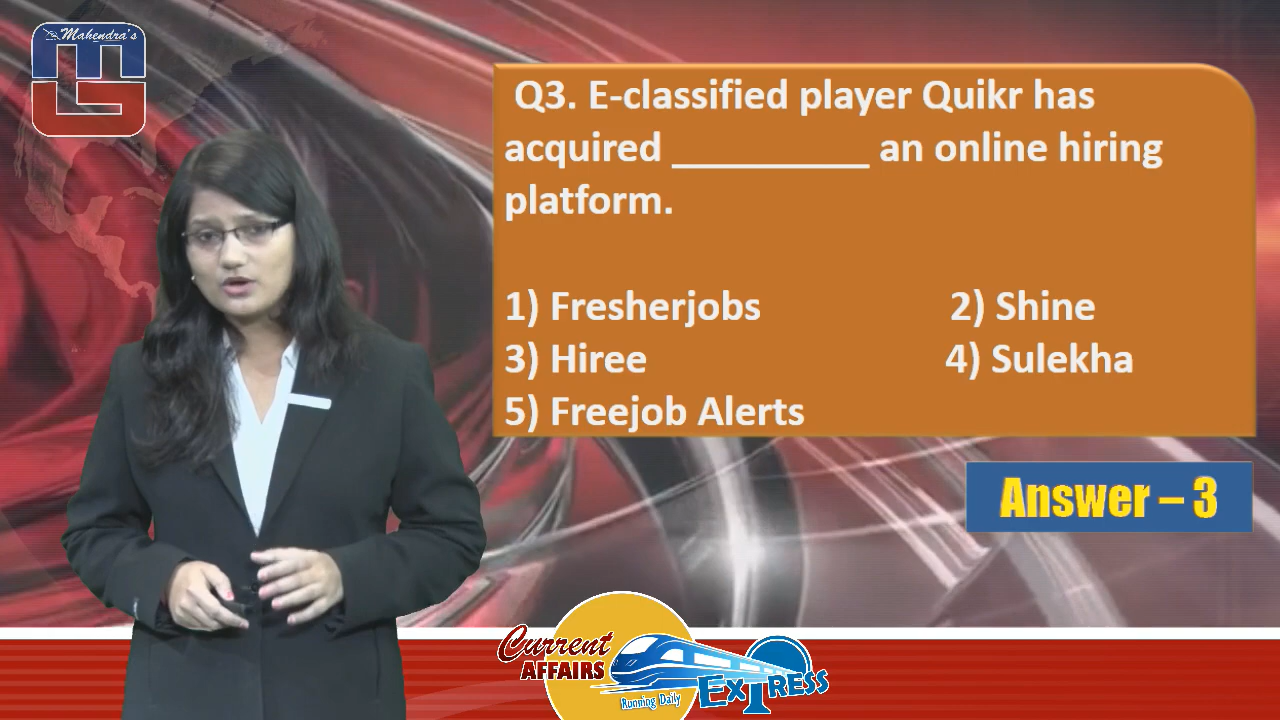 Mahendra's
Q3. E-classified player Quikr has
acquired _________ an online hiring
platform.
1) Fresherjobs 2) Shine
3) Hiree 4) Sulekha
5) Freejob Alerts
Answer – 3
Current
AFFAIRS
Running Daily
ExPRESS